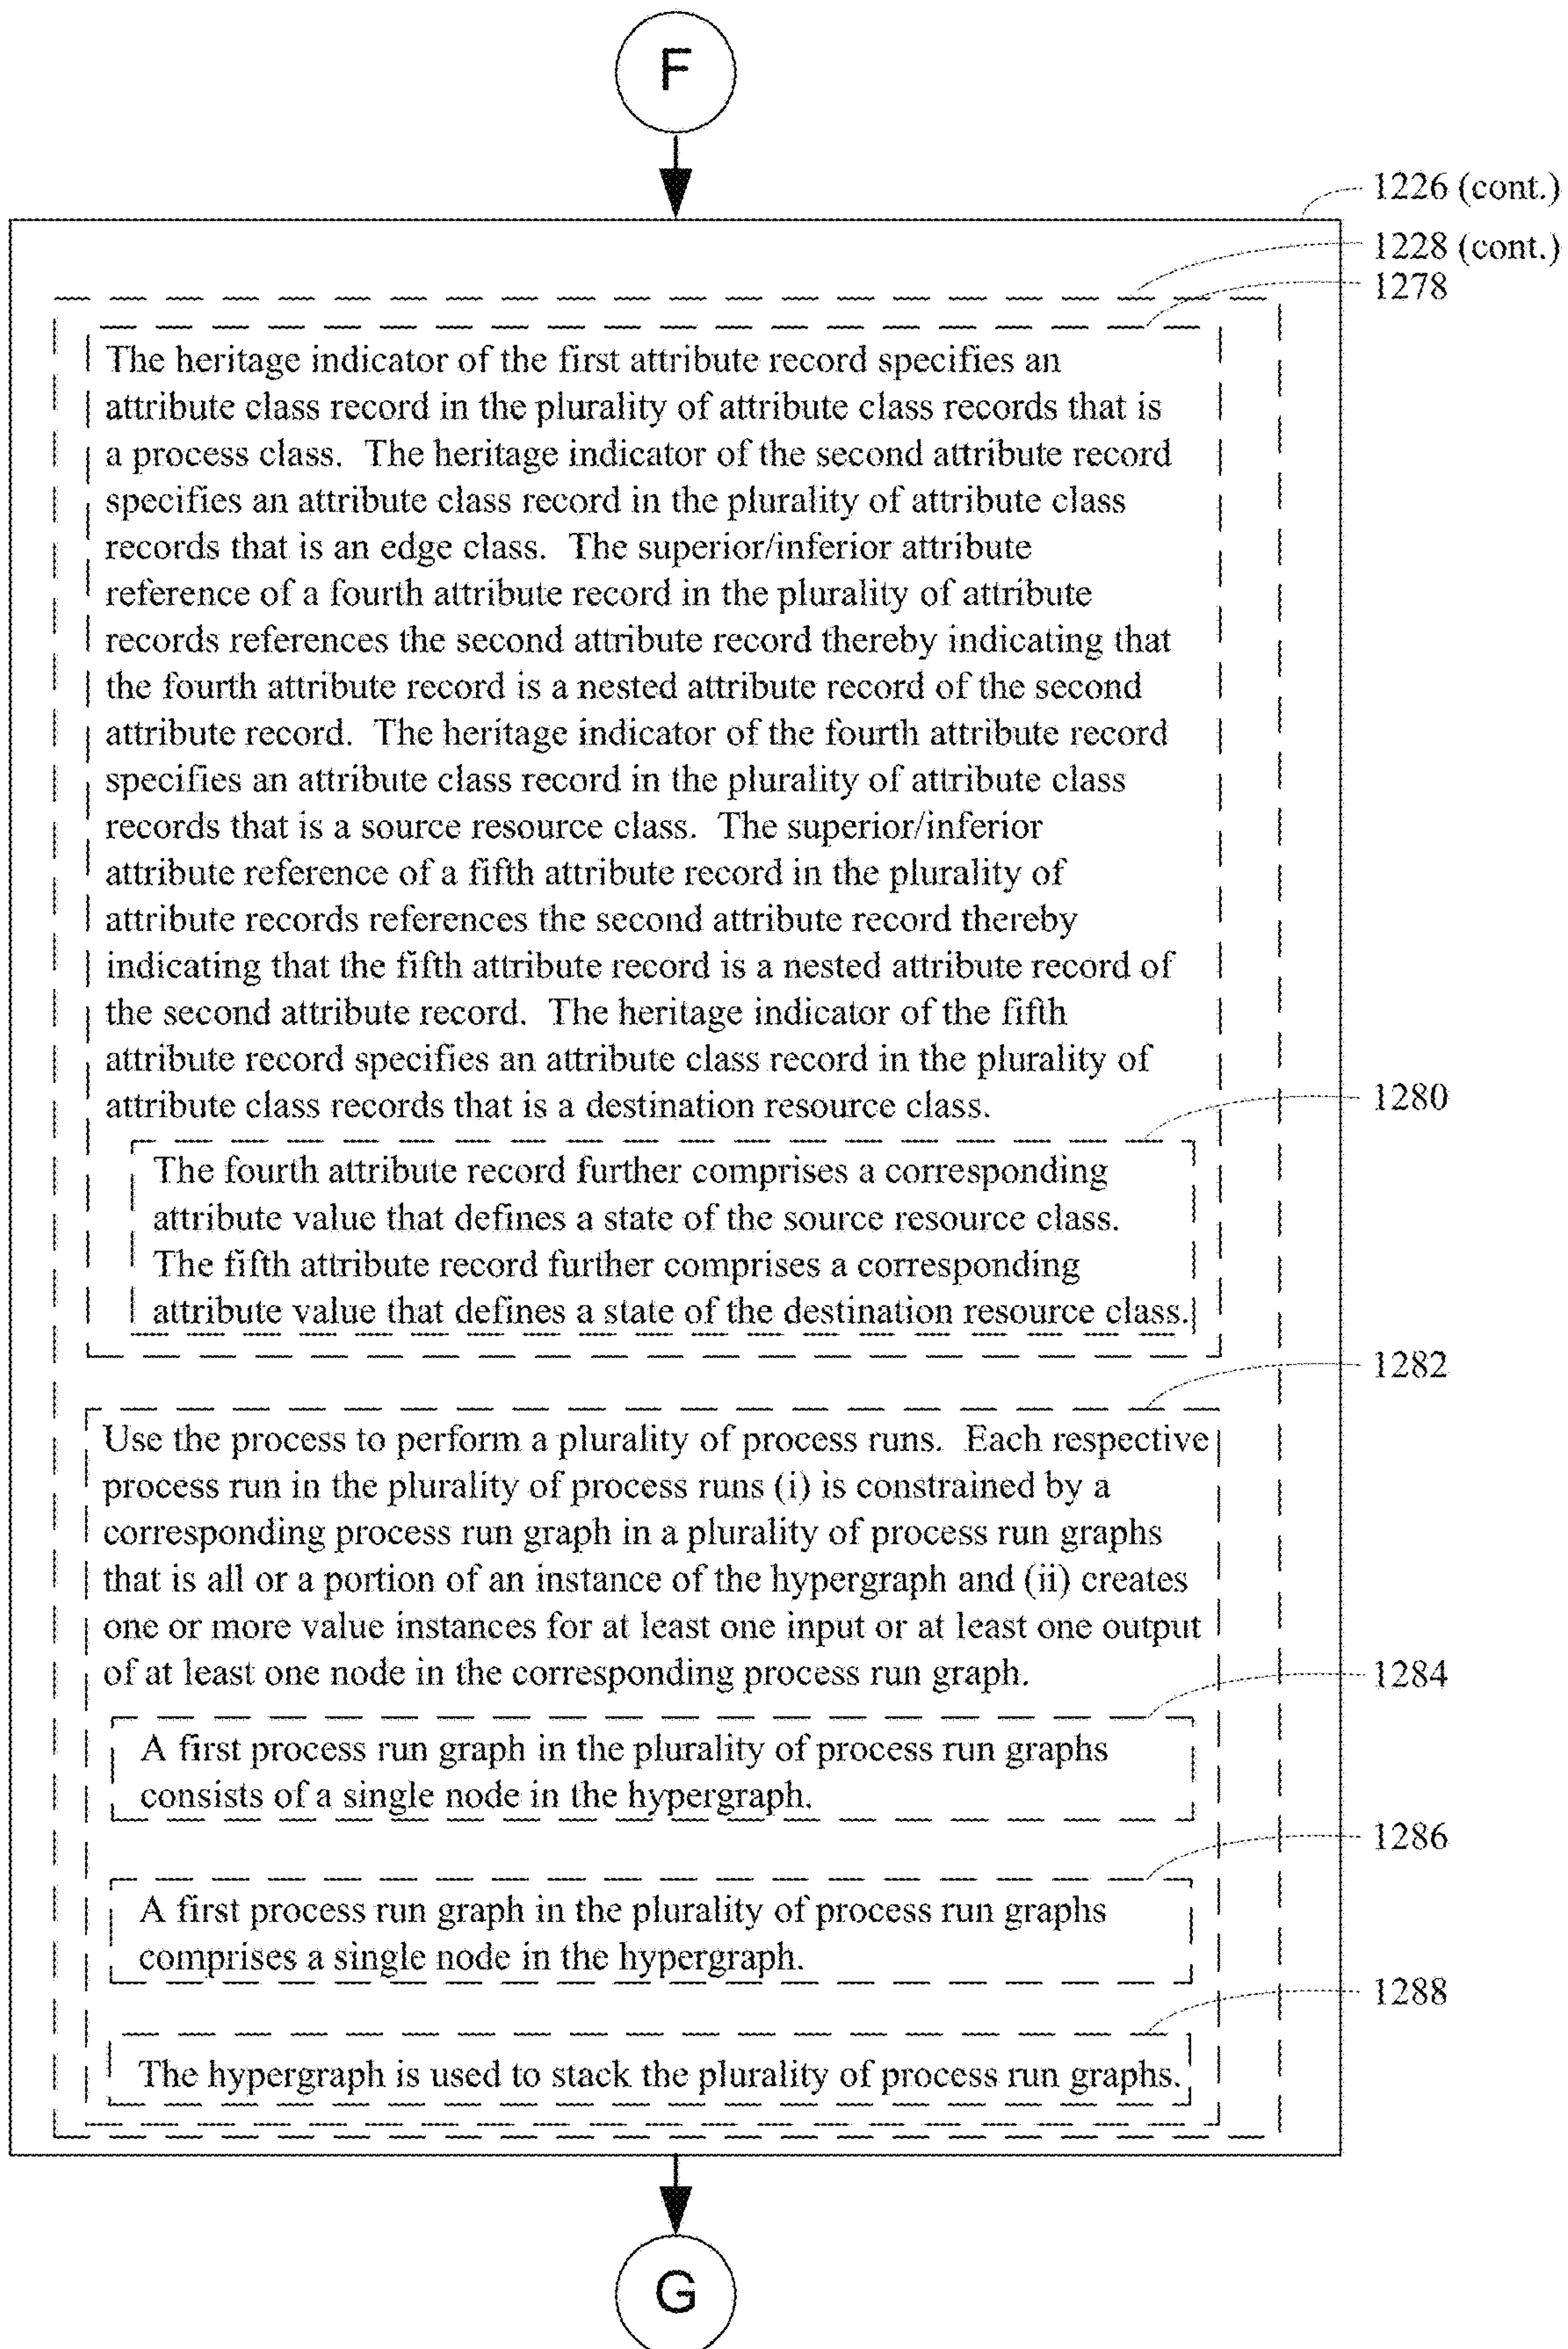 F
1226 (cont.)
1228 (cont.)
1278
The heritage indicator of the first attribute record specifies an
attribute class record in the plurality of attribute class records that is
a process class. The heritage indicator of the second attribute record
specifies an attribute class record in the plurality of attribute class
records that is an edge class. The superior/inferior attribute
reference of a fourth attribute record in the plurality of attribute
records references the second attribute record thereby indicating that
the fourth attribute record is a nested attribute record of the second
attribute record. The heritage indicator of the fourth attribute record
specifies an attribute class record in the plurality of attribute class
records that is a source resource class. The superior/inferior
attribute reference of a fifth attribute record in the plurality of
attribute records references the second attribute record thereby
indicating that the fifth attribute record is a nested attribute record of
the second attribute record. The heritage indicator of the fifth
attribute record specifies an attribute class record in the plurality of
attribute class records that is a destination resource class.
1280
The fourth attribute record further comprises a corresponding
attribute value that defines a state of the source resource class.
The fifth attribute record further comprises a corresponding
attribute value that defines a state of the destination resource class.
1282
Use the process to perform a plurality of process runs. Each respective
process run in the plurality of process runs (i) is constrained by a
corresponding process run graph in a plurality of process run graphs
that is all or a portion of an instance of the hypergraph and (ii) creates
one or more value instances for at least one input or at least one output
of at least one node in the corresponding process run graph.
1284
A first process run graph in the plurality of process run graphs
consists of a single node in the hypergraph.
1286
A first process run graph in the plurality of process run graphs
comprises a single node in the hypergraph.
1288
The hypergraph is used to stack the plurality of process run graphs.
G